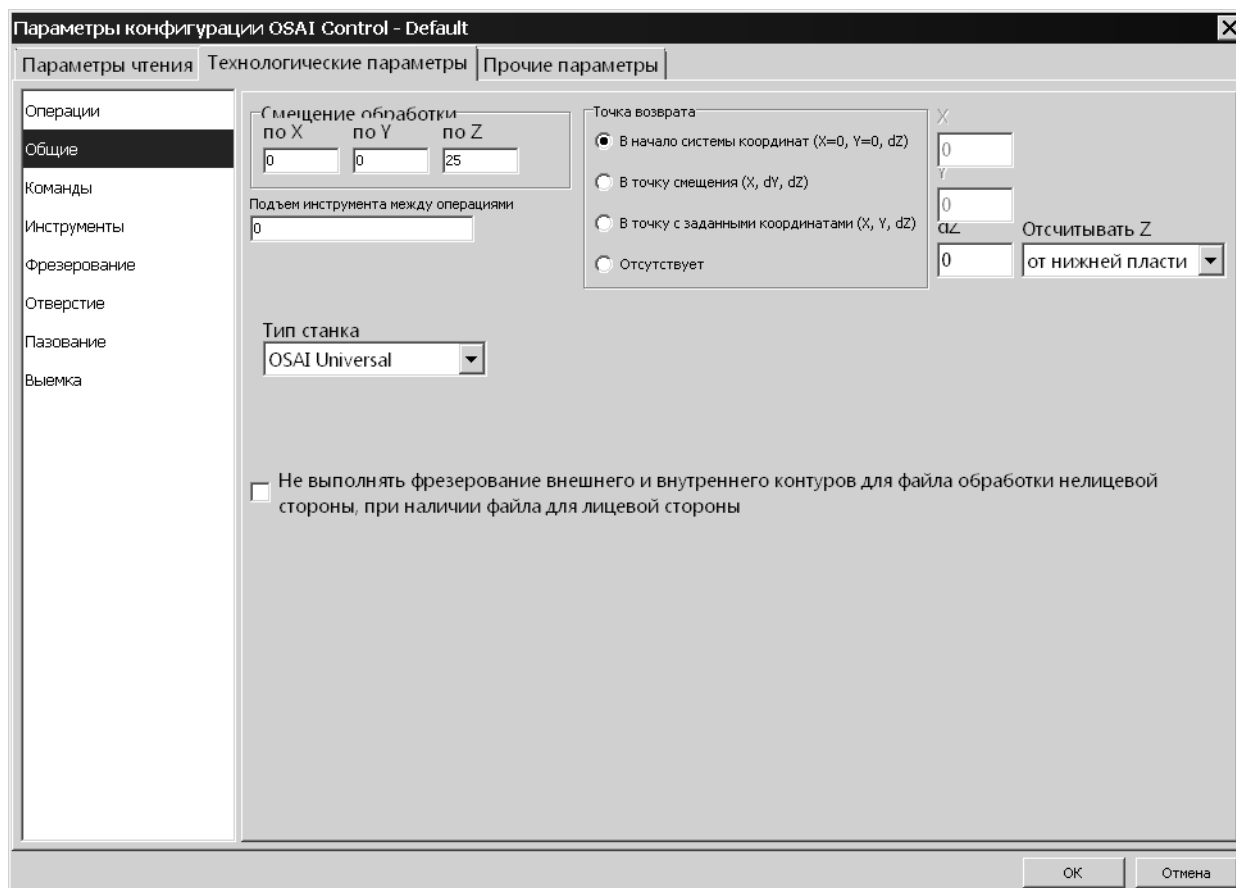 Параметры конфигурации OSAI Control - Default
Параметры чтения
Технологические параметры
Прочие параметры
Операции
Общие
Команды
Инструменты
Фрезерование
Отверстие
Пазование
Выемка
Смещение обработки
по X по Y по Z
0 0 25
Подъем инструмента между операциями
0
Точка возврата
В начало системы координат (X=0, Y=0, dZ)
В точку смещения (X, dY, dZ)
В точку с заданными координатами (X, Y, dZ)
Отсутствует
X
0
Y
0
dZ
0
Отсчитывать Z
от нижней пласти
Тип станка
OSAI Universal
Не выполнять фрезерование внешнего и внутреннего контуров для файла обработки нелицевой
стороны, при наличии файла для лицевой стороны
ОК
Отмена